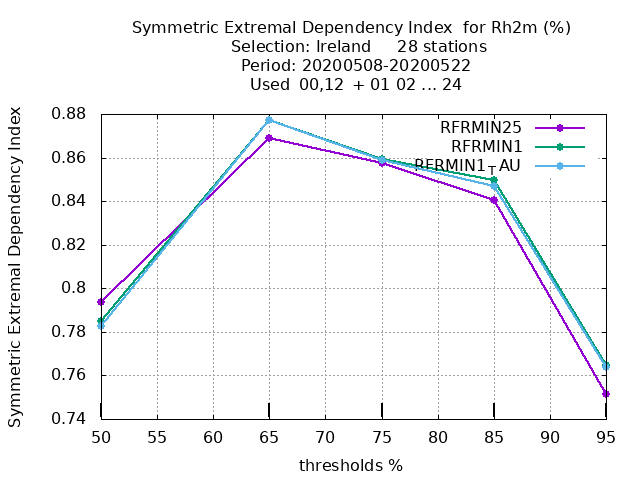 Symmetric Extremal Dependency Index  for Rh2m (%)
Selection: Ireland     28 stations
Period: 20200508-20200522
Used  00,12  + 01 02 ... 24
Symmetric Extremal Dependency Index
0.88
0.86
0.84
0.82
0.8
0.78
0.76
0.74
RFRMIN25
RFRMIN1
RFRMIN1TAU
50 55 60 65 70 75 80 85 90 95
thresholds %